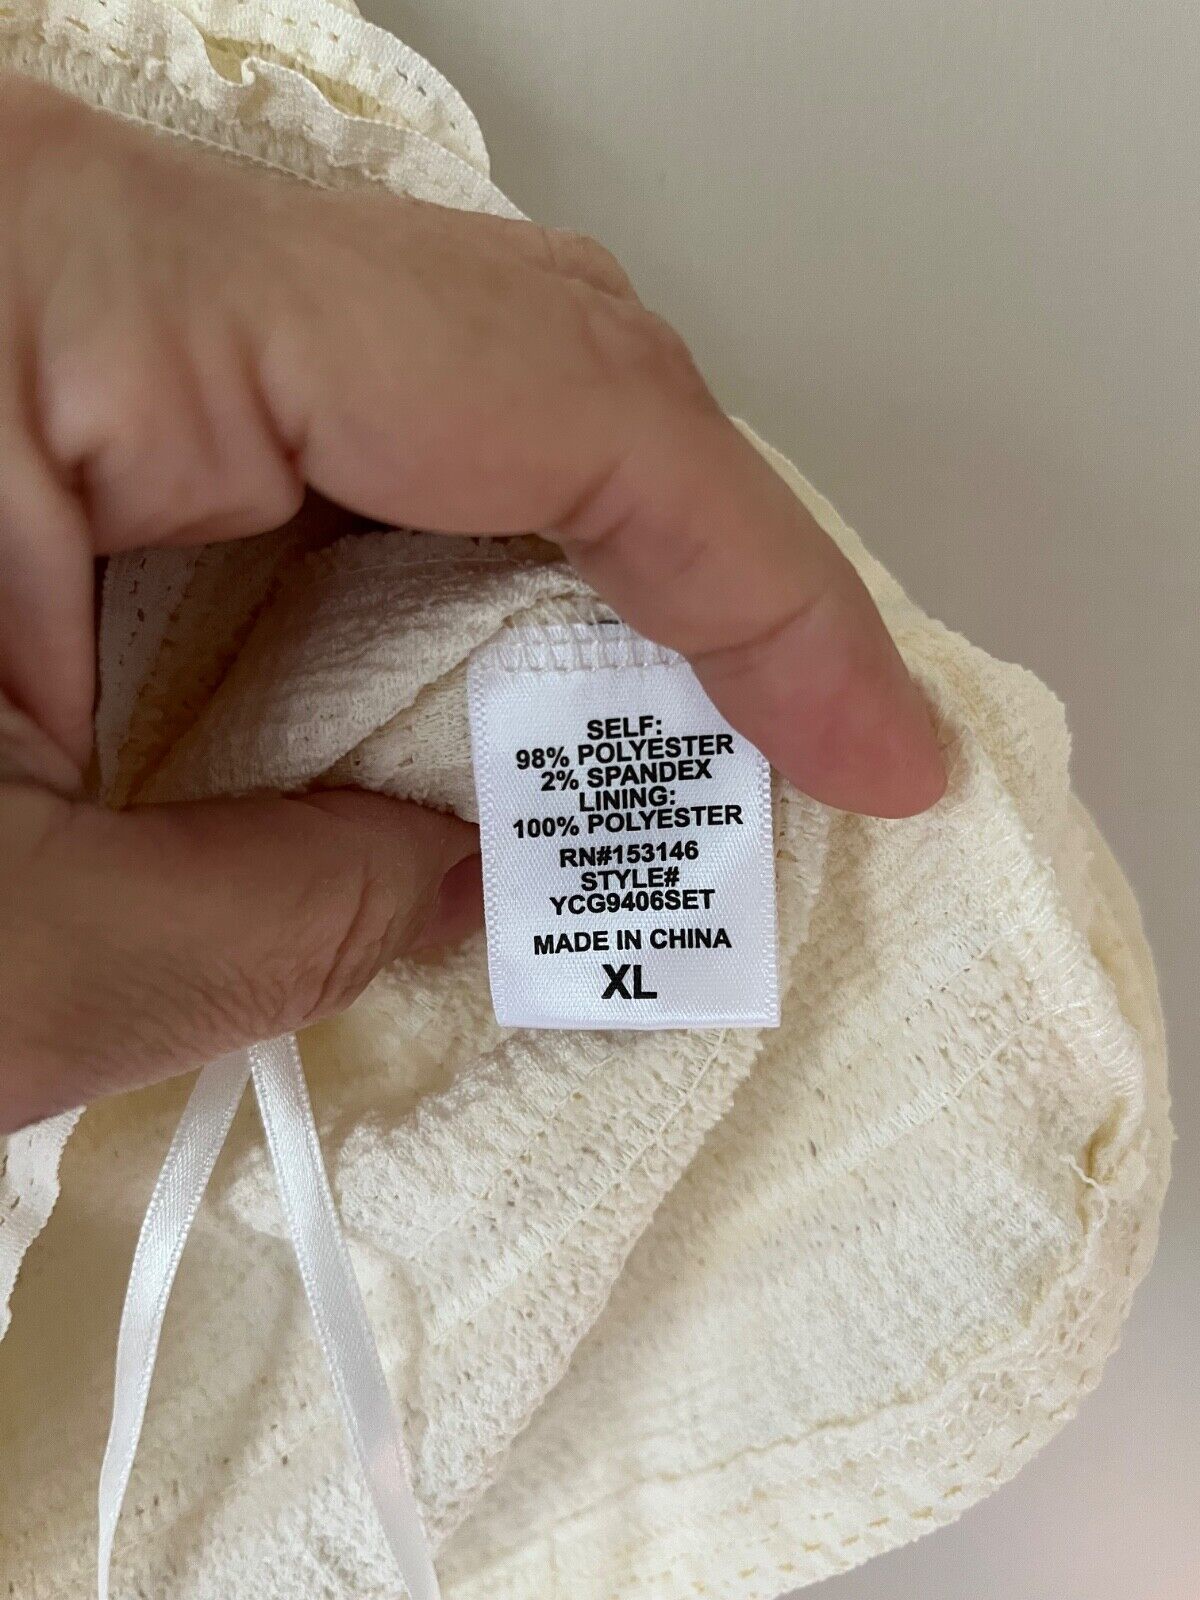 SELF:
98% POLYESTER
2% SPANDEX
LINING:
100% POLYESTER
RN#153146
STYLE#
YCG9406SET
MADE IN CHINA
XL